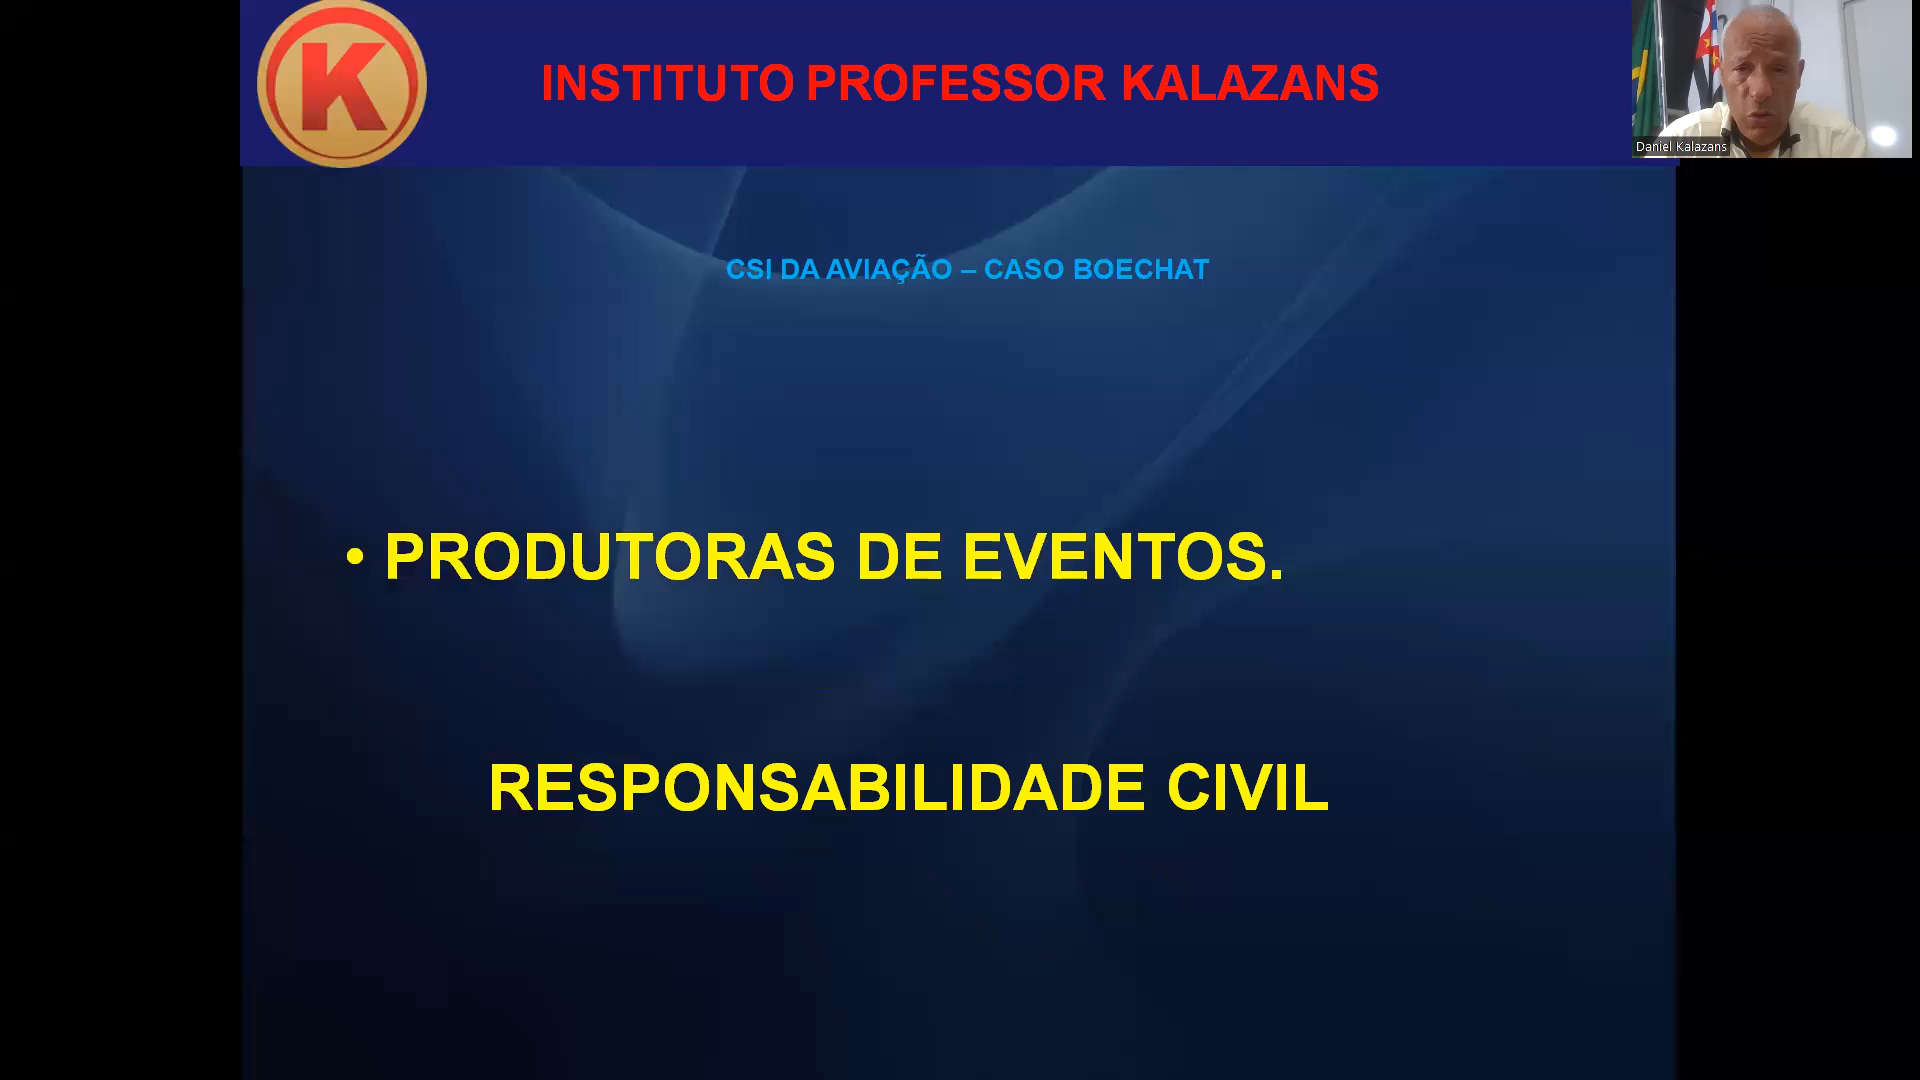 K
INSTITUTO PROFESSOR KALAZANS
Daniel Kalazans
CSI DA AVIAÇÃO – CASO BOECHAT
• PRODUTORAS DE EVENTOS.
RESPONSABILIDADE CIVIL